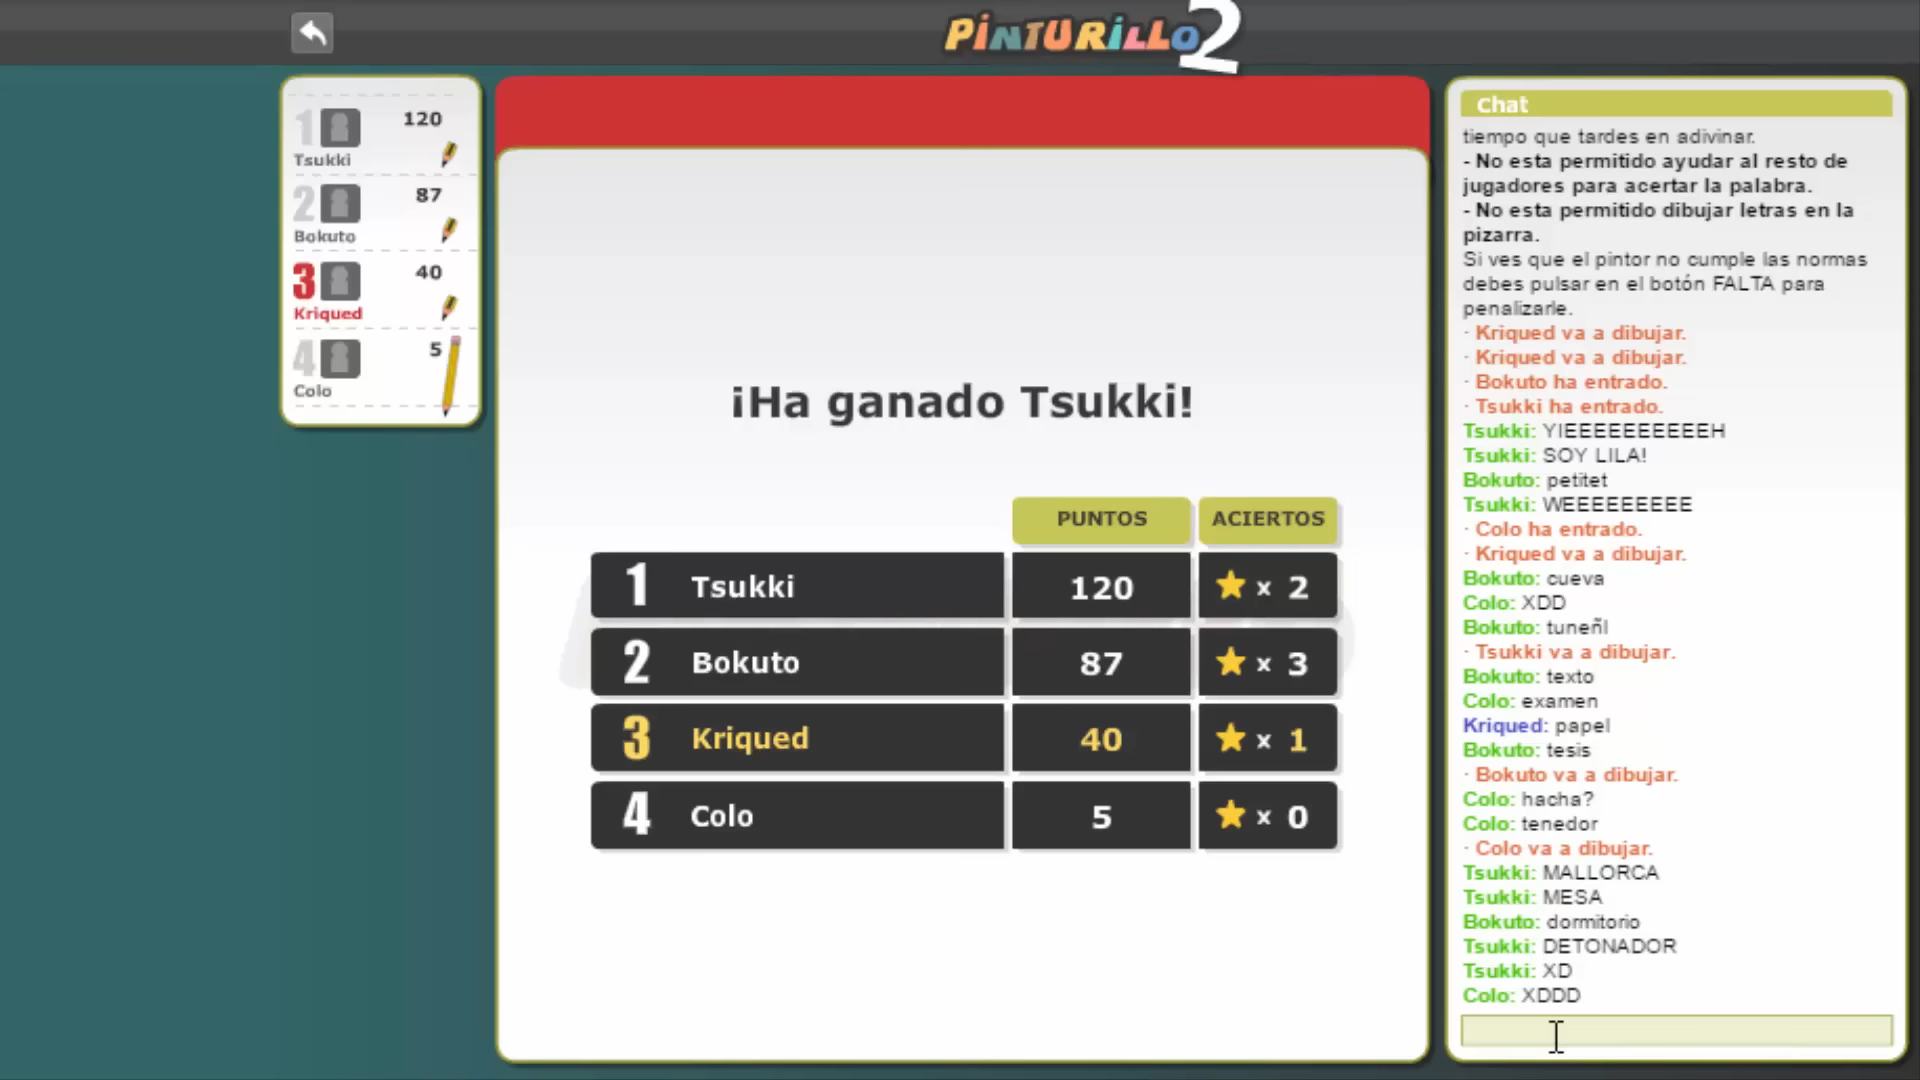 PINTURILLO 2
1
120
Tsukki
2
87
Bokuto
3
40
Kriqued
4
5
Colo
¡Ha ganado Tsukki!
PUNTOS ACIERTOS
1 Tsukki 120 x 2
2 Bokuto 87 x 3
3 Kriqued 40 x 1
4 Colo 5 x 0
Chat
tiempo que tardes en adivinar.
- No esta permitido ayudar al resto de
jugadores para acertar la palabra.
- No esta permitido dibujar letras en la
pizarra.
Si ves que el pintor no cumple las normas
debes pulsar en el botón FALTA para
penalizarle.
· Kriqued va a dibujar.
· Kriqued va a dibujar.
· Bokuto ha entrado.
· Tsukki ha entrado.
Tsukki: YIEEEEEEEEEEH
Tsukki: SOY LILA!
Bokuto: petitet
Tsukki: WEEEEEEEEE
· Colo ha entrado.
· Kriqued va a dibujar.
Bokuto: cueva
Colo: XDD
Bokuto: tuneñl
· Tsukki va a dibujar.
Bokuto: texto
Colo: examen
Kriqued: papel
Bokuto: tesis
· Bokuto va a dibujar.
Colo: hacha?
Colo: tenedor
· Colo va a dibujar.
Tsukki: MALLORCA
Tsukki: MESA
Bokuto: dormitorio
Tsukki: DETONADOR
Tsukki: XD
Colo: XDDD